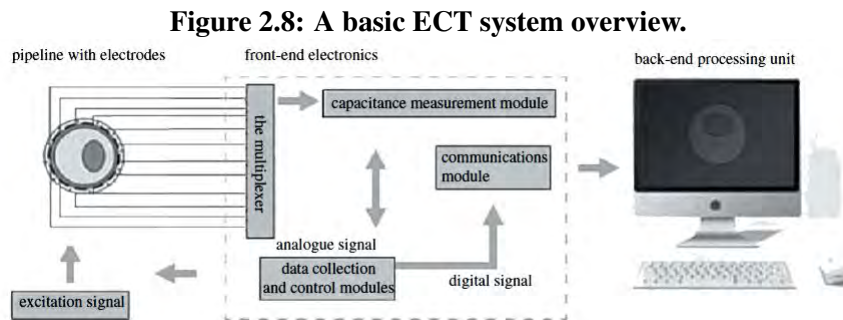 Figure 2.8: A basic ECT system overview.
pipeline with electrodes
front-end electronics
back-end processing unit
the multiplexer
capacitance measurement module
communications
module
analogue signal
data collection
and control modules
digital signal
excitation signal